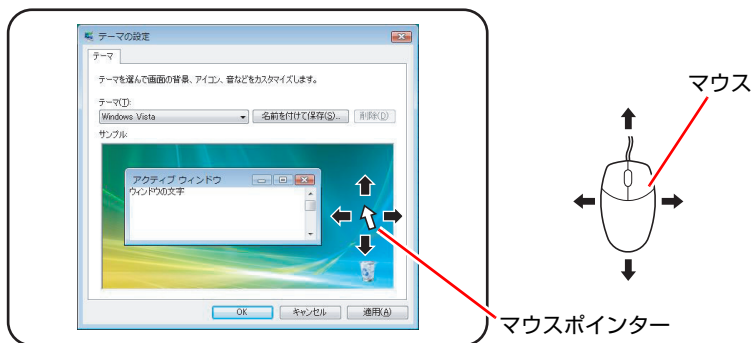 テーマの設定
テーマ
テーマを選んで画面の背景、アイコン、音などをカスタマイズします。
テーマ(T):
Windows Vista
名前を付けて保存(S)...
削除(D)
サンプル:
アクティブ ウィンドウ
ウィンドウの文字
OK
キャンセル
適用(A)
マウス
マウスポインター